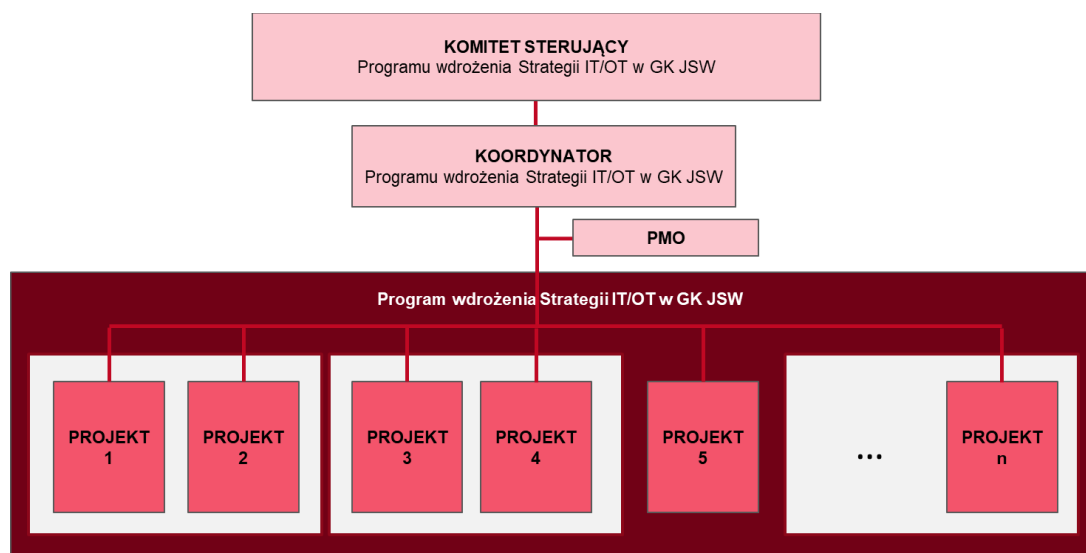 KOMITET STERUJĄCY
Programu wdrożenia Strategii IT/OT w GK JSW
KOORDYNATOR
Programu wdrożenia Strategii IT/OT w GK JSW
PMO
Program wdrożenia Strategii IT/OT w GK JSW
PROJEKT
1
PROJEKT
2
PROJEKT
3
PROJEKT
4
PROJEKT
5
...
PROJEKT
n